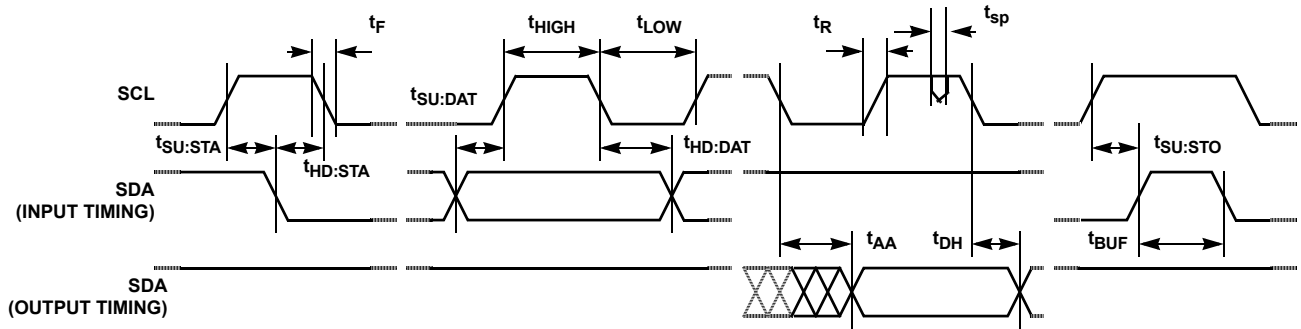 tF
tHIGH
tLOW
tR
tsp
SCL
tSU:DAT
tSU:STA
tHD:STA
tHD:DAT
tSU:STO
SDA
(INPUT TIMING)
tAA
tDH
tBUF
SDA
(OUTPUT TIMING)